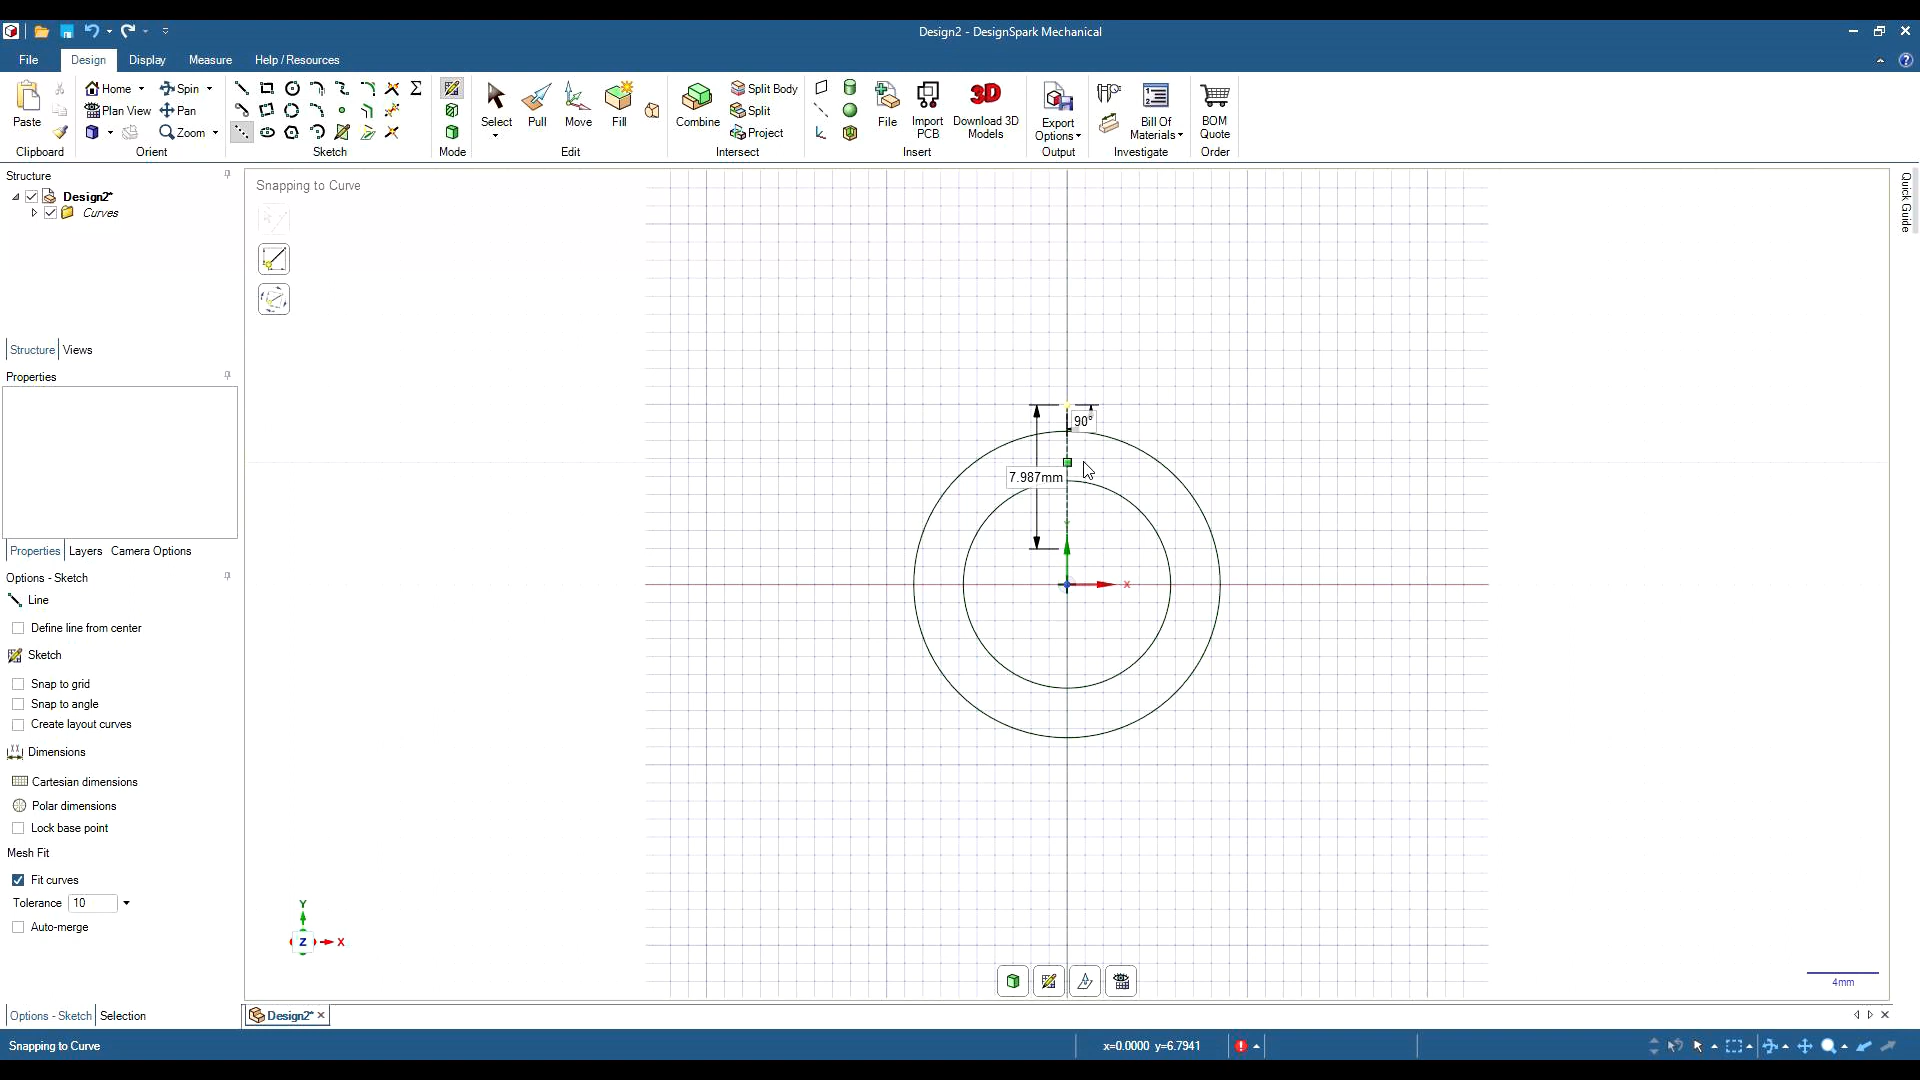 Design2 - DesignSpark Mechanical
File
Design
Display
Measure
Help / Resources
Paste
Clipboard
Home
Spin
Plan View
Pan
Zoom
Orient
Sketch
Mode
Select
Pull
Move
Fill
Edit
Combine
Split Body
Split
Project
Intersect
File
Import
PCB
3D
Download 3D
Models
Insert
Export
Options
Output
Bill Of
Materials
Investigate
BOM
Quote
Order
Structure
Design2*
Curves
Structure
Views
Properties
Properties
Layers
Camera Options
Options - Sketch
Line
Define line from center
Sketch
Snap to grid
Snap to angle
Create layout curves
Dimensions
Cartesian dimensions
Polar dimensions
Lock base point
Mesh Fit
Fit curves
Tolerance 10
Auto-merge
Options - Sketch
Selection
Snapping to Curve
Quick Guide
90°
7.987mm
Y
X
Y
Z
X
4mm
Design2*
Snapping to Curve
x=0.0000 y=6.7941